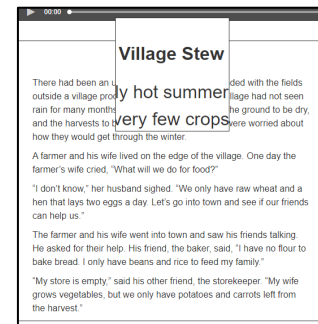 00:00
Village Stew
There had been an u ly hot summer ded with the fields
outside a village pro llage had not seen
rain for many months he ground to be dry,
and the harvests to b very few crops were worried about
how they would get through the winter.
A farmer and his wife lived on the edge of the village. One day the
farmer's wife cried, "What will we do for food?"
"I don't know," her husband sighed. "We only have raw wheat and a
hen that lays two eggs a day. Let's go into town and see if our friends
can help us."
The farmer and his wife went into town and saw his friends talking.
He asked for their help. His friend, the baker, said, "I have no flour to
bake bread. I only have beans and rice to feed my family."
"My store is empty," said his other friend, the storekeeper. "My wife
grows vegetables, but we only have potatoes and carrots left from
the harvest."